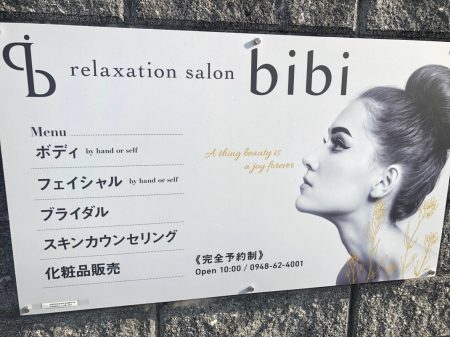 relaxation salon bibi
Menu
ボディ by hand or self
フェイシャル by hand or self
ブライダル
スキンカウンセリング
化粧品販売
A thing beauty is
a joy forever
《完全予約制》
Open 10:00 / 0948-62-4001